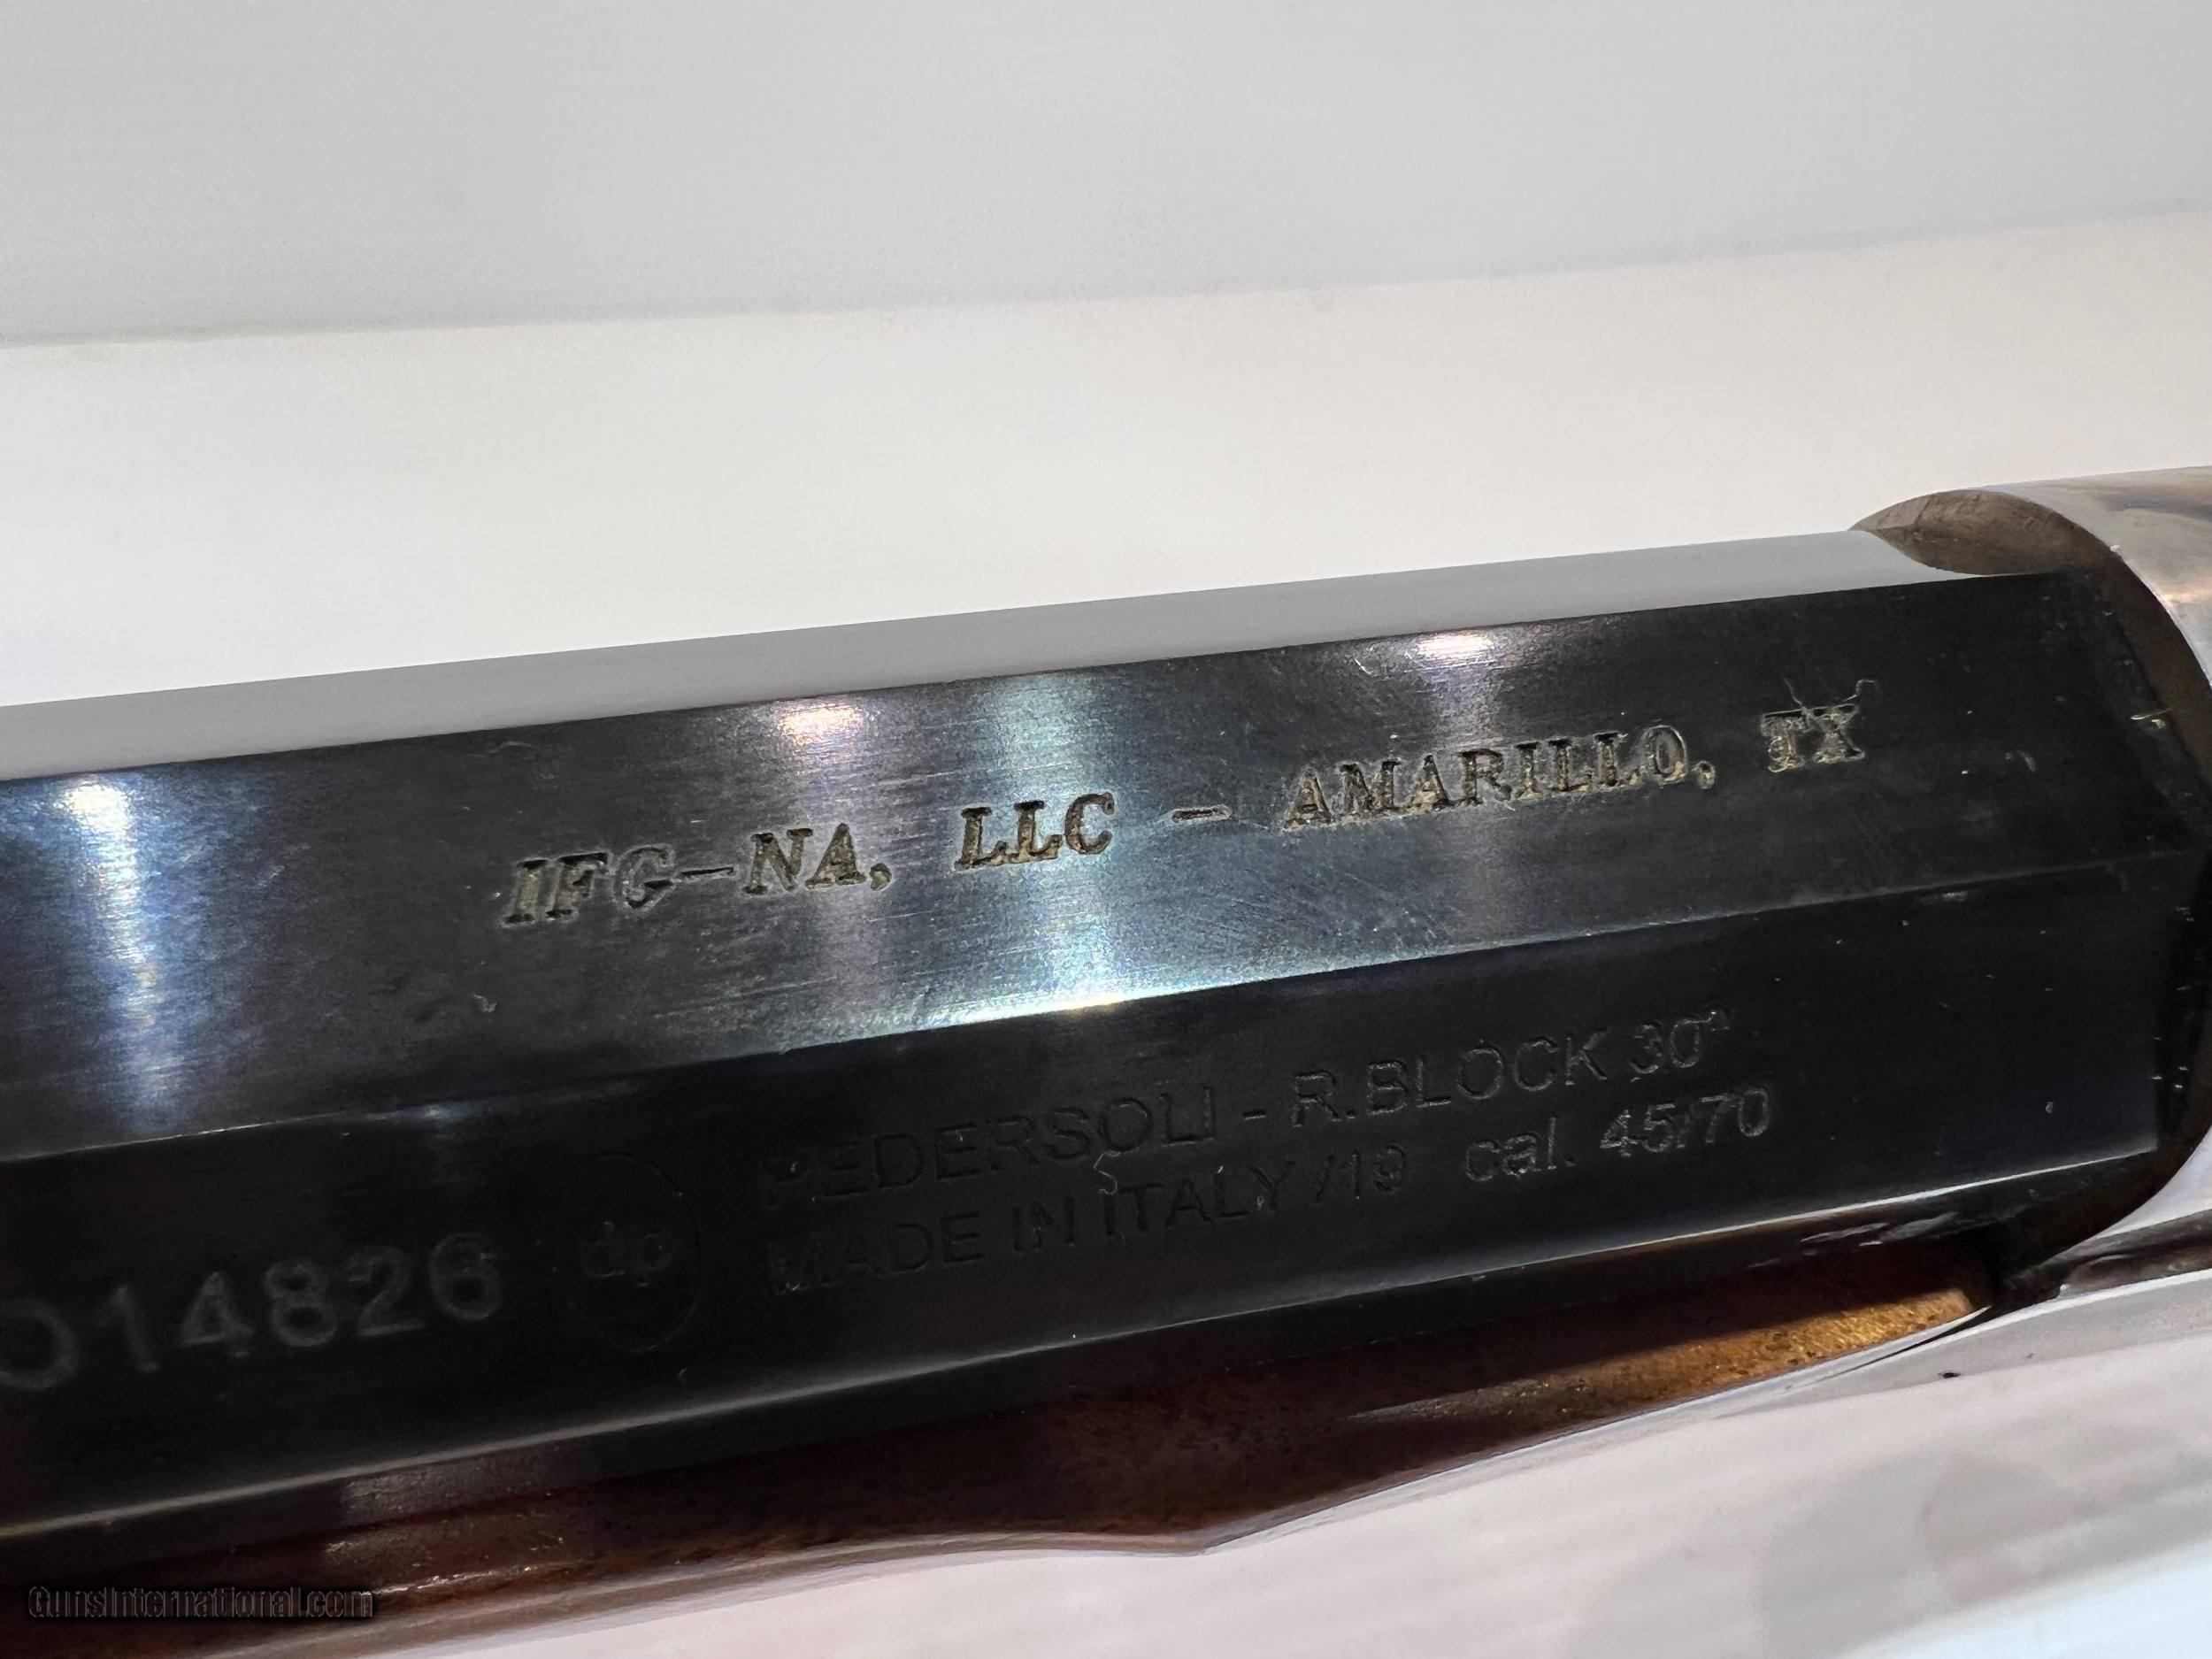 IFG-NA, LLC - AMARILLO, TX
PEDERSOLI - R.BLOCK 30"
MADE IN ITALY /19 cal. 45/70
014826
dp
GunsInternational.com